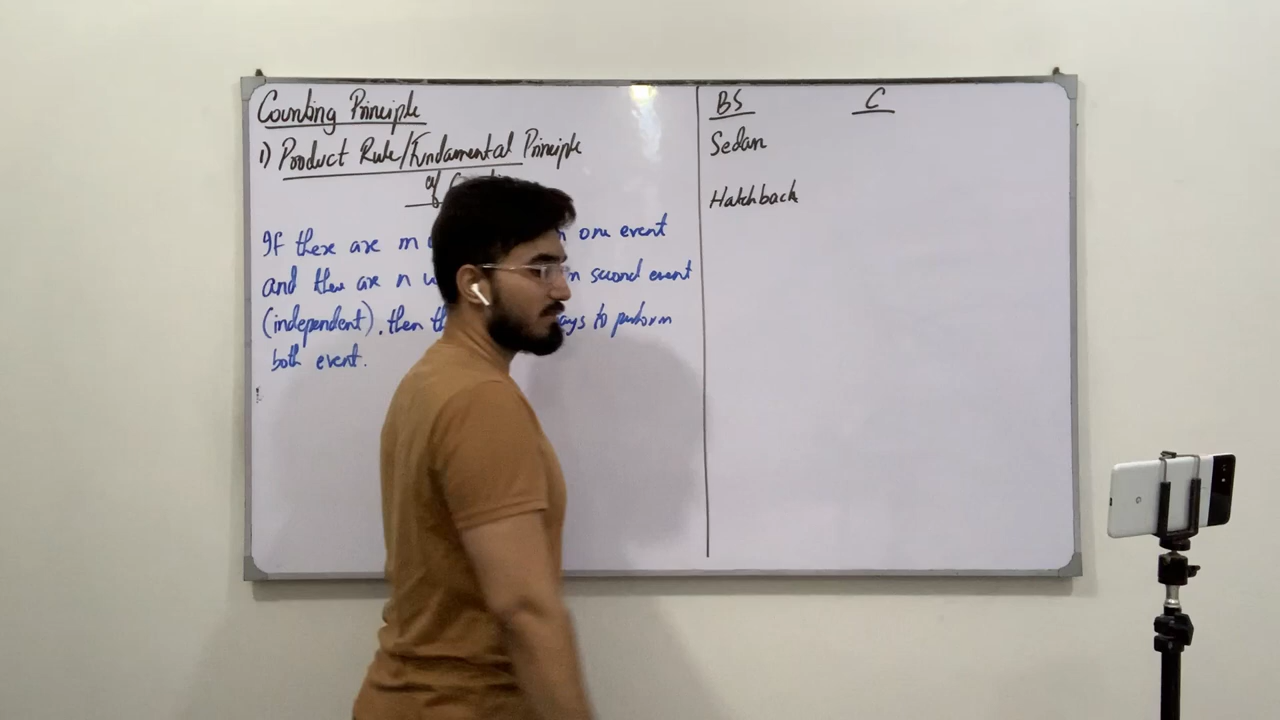 Counting Principle
1) Product Rule/Fundamental Principle
of
If there are m one event
and there are n second event
(independent), then ways to perform
both event.
BS C
Sedan
Hatchback